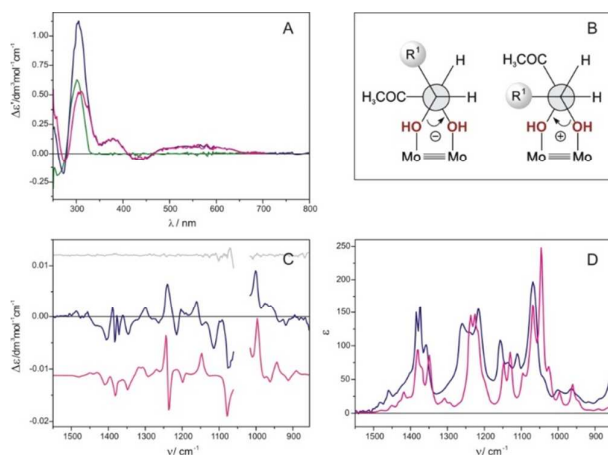 A
Δε'/dm³mol⁻¹cm⁻¹
1.00
0.75
0.50
0.25
0.00
-0.25
300 400 500 600 700 800
λ / nm
B
R¹ H
H
H₃COC
HO OH
⊖
Mo Mo
H₃COC H
R¹ H
HO OH
⊕
Mo Mo
C
Δε/dm³mol⁻¹cm⁻¹
0.01
0.00
-0.01
-0.02
1500 1400 1300 1200 1100 1000 900
ν / cm⁻¹
D
ε
250
200
150
100
50
0
1500 1400 1300 1200 1100 1000 900
ν / cm⁻¹